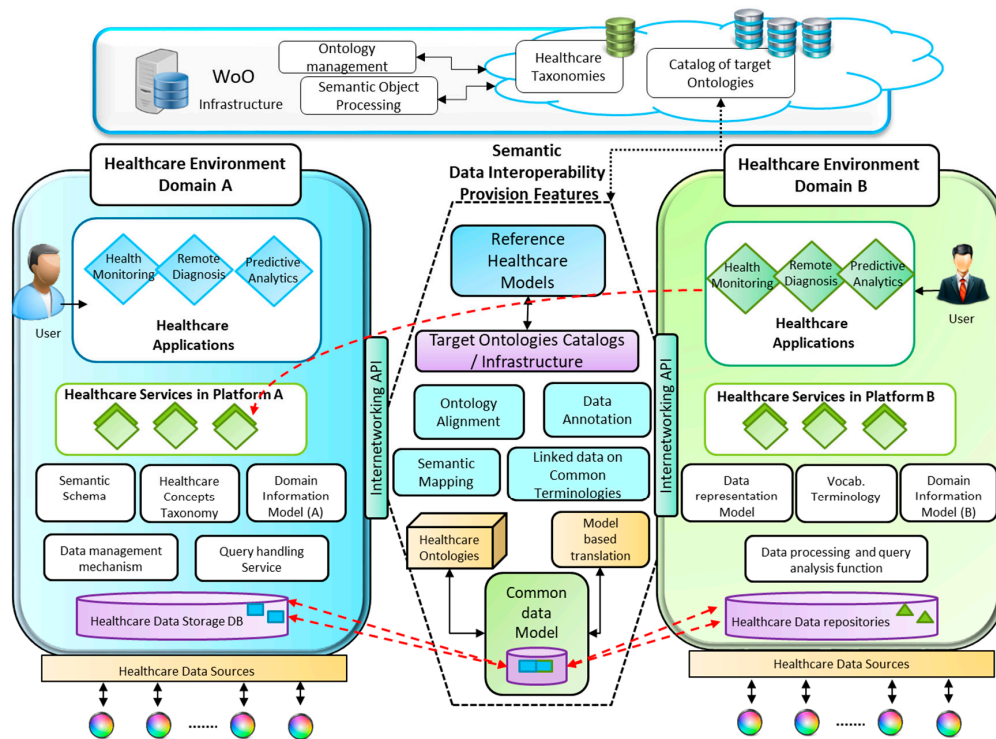 WoO
Infrastructure
Ontology
management
Semantic Object
Processing
Healthcare
Taxonomies
Catalog of target
Ontologies
Healthcare Environment
Domain A
Health
Monitoring
Remote
Diagnosis
Predictive
Analytics
Healthcare
Applications
User
Healthcare Services in Platform A
Semantic
Schema
Healthcare
Concepts
Taxonomy
Domain
Information
Model (A)
Data management
mechanism
Query handling
Service
Healthcare Data Storage DB
Healthcare Data Sources
.......
Internetworking API
Semantic
Data Interoperability
Provision Features
Reference
Healthcare
Models
Target Ontologies Catalogs
/ Infrastructure
Ontology
Alignment
Data
Annotation
Semantic
Mapping
Linked data on
Common
Terminologies
Healthcare
Ontologies
Model
based
translation
Common
data
Model
Internetworking API
Healthcare Environment
Domain B
Health
Monitoring
Remote
Diagnosis
Predictive
Analytics
Healthcare
Applications
User
Healthcare Services in Platform B
Data
representation
Model
Vocab.
Terminology
Domain
Information
Model (B)
Data processing and query
analysis function
Healthcare Data repositories
Healthcare Data Sources
.......